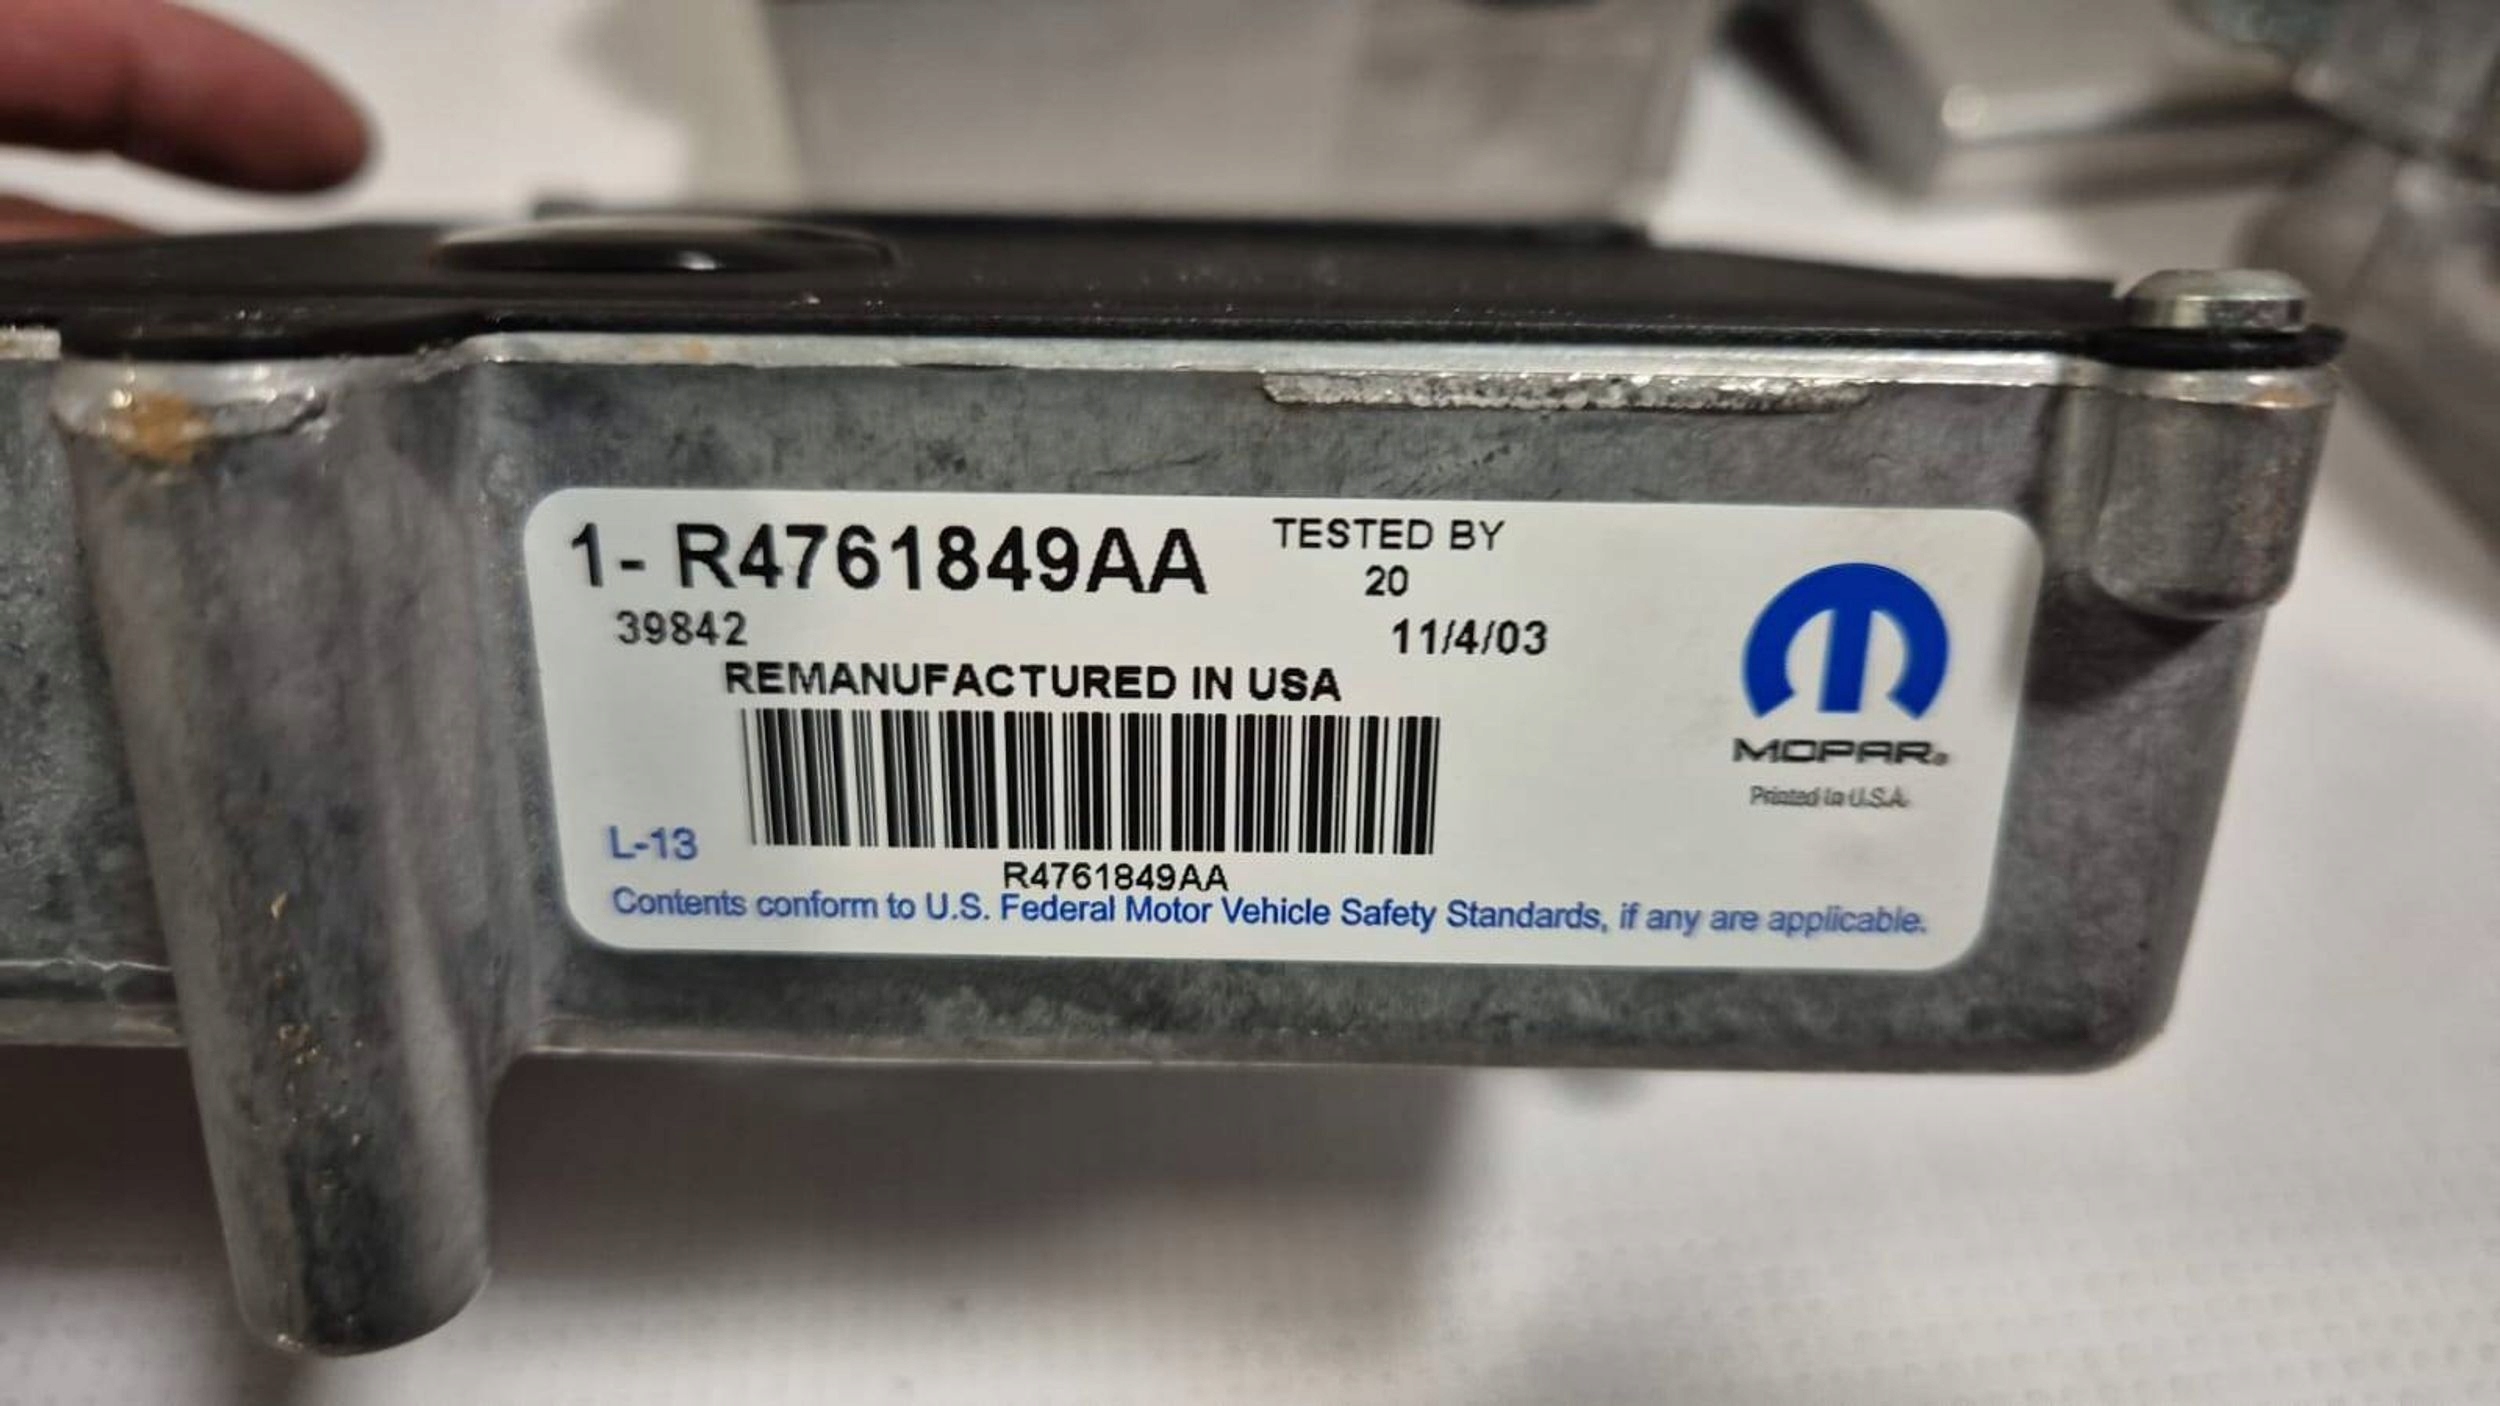 1- R4761849AA
TESTED BY
20
39842
11/4/03
REMANUFACTURED IN USA
MOPAR®
Printed in U.S.A.
L-13
R4761849AA
Contents conform to U.S. Federal Motor Vehicle Safety Standards, if any are applicable.